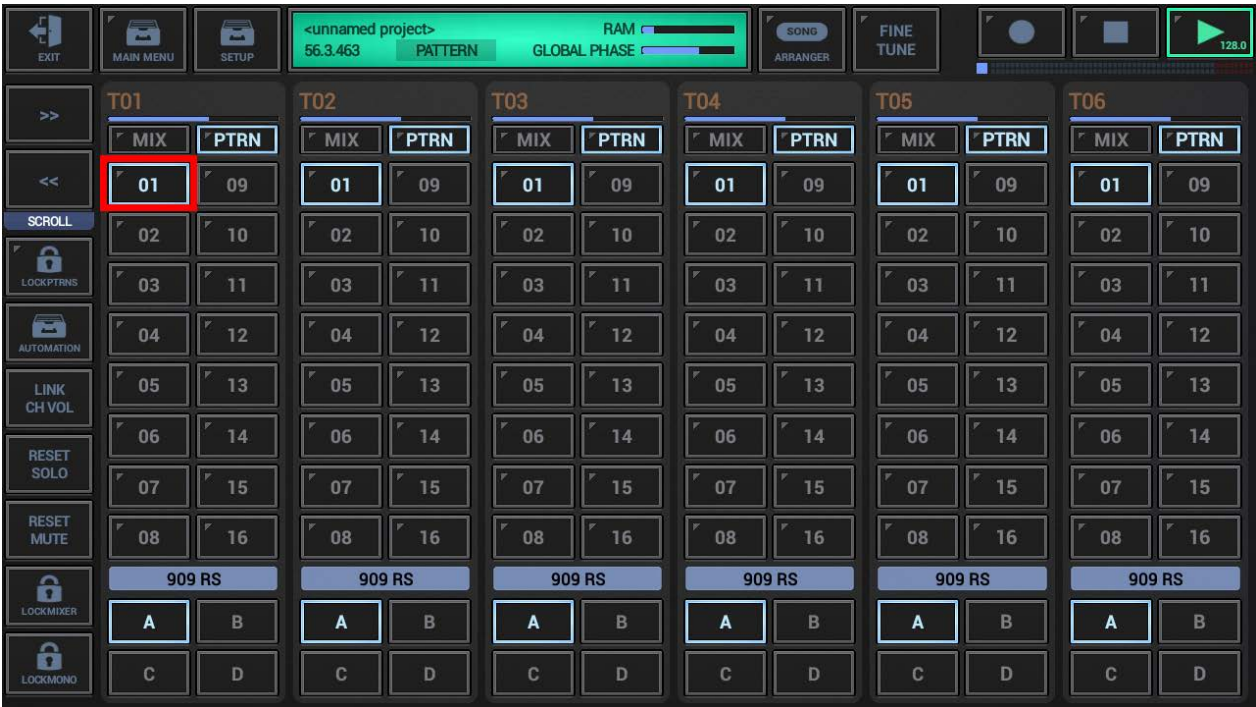 <unnamed project> RAM
56.3.463 PATTERN GLOBAL PHASE
EXIT MAIN MENU SETUP SONG ARRANGER FINE TUNE 128.0
>>
<<
SCROLL
LOCKPTRNS
AUTOMATION
LINK
CH VOL
RESET
SOLO
RESET
MUTE
LOCKMIXER
LOCKMONO
T01 T02 T03 T04 T05 T06
MIX PTRN MIX PTRN MIX PTRN MIX PTRN MIX PTRN MIX PTRN
01 09 01 09 01 09 01 09 01 09 01 09
02 10 02 10 02 10 02 10 02 10 02 10
03 11 03 11 03 11 03 11 03 11 03 11
04 12 04 12 04 12 04 12 04 12 04 12
05 13 05 13 05 13 05 13 05 13 05 13
06 14 06 14 06 14 06 14 06 14 06 14
07 15 07 15 07 15 07 15 07 15 07 15
08 16 08 16 08 16 08 16 08 16 08 16
909 RS 909 RS 909 RS 909 RS 909 RS 909 RS
A B A B A B A B A B A B
C D C D C D C D C D C D